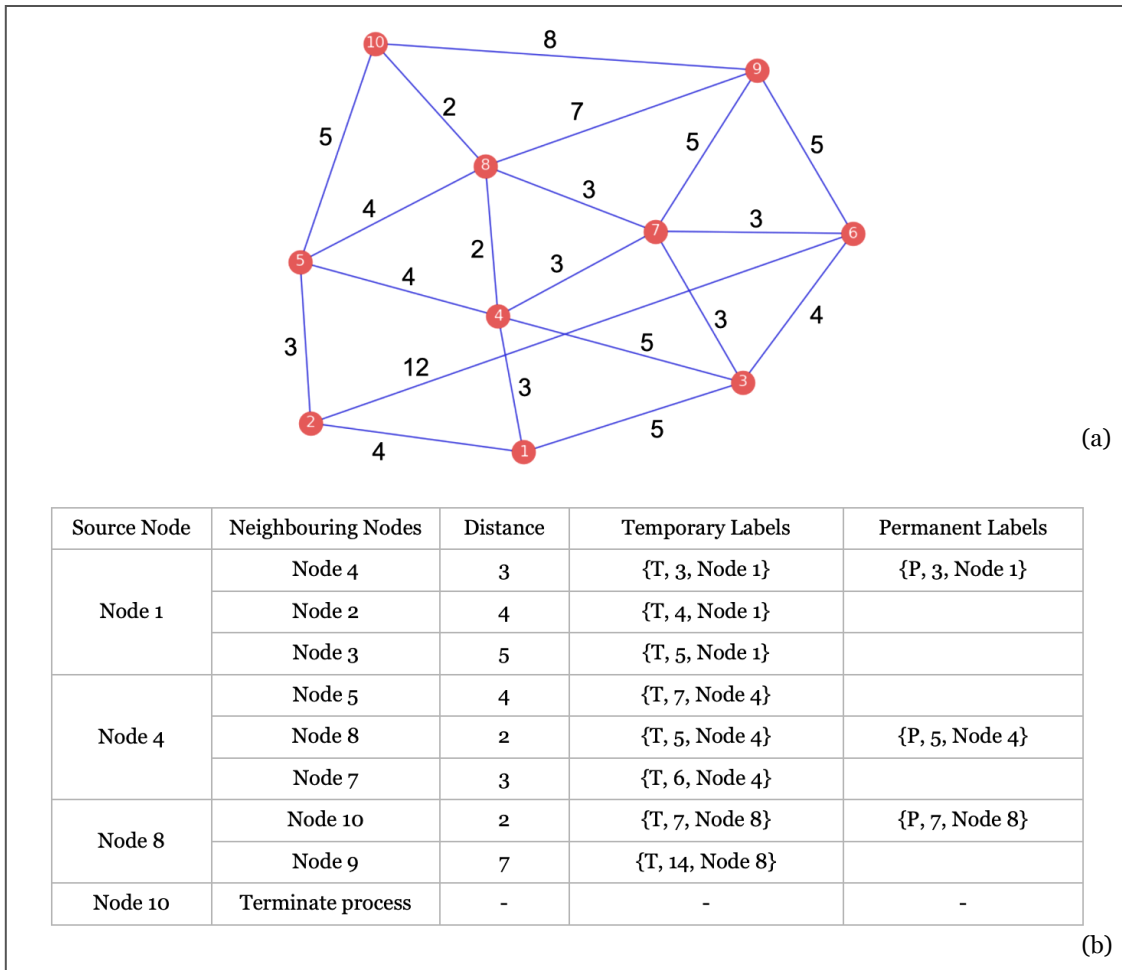 10
8
9
2
7
5
5
5
8
3
4
7
3
6
5
2
3
4
4
3
4
3
5
12
3
3
2
4
1
5
(a)
Source Node Neighbouring Nodes Distance Temporary Labels Permanent Labels
Node 1 Node 4 3 {T, 3, Node 1} {P, 3, Node 1}
Node 2 4 {T, 4, Node 1}
Node 3 5 {T, 5, Node 1}
Node 4 Node 5 4 {T, 7, Node 4}
Node 8 2 {T, 5, Node 4} {P, 5, Node 4}
Node 7 3 {T, 6, Node 4}
Node 8 Node 10 2 {T, 7, Node 8} {P, 7, Node 8}
Node 9 7 {T, 14, Node 8}
Node 10 Terminate process - - -
(b)